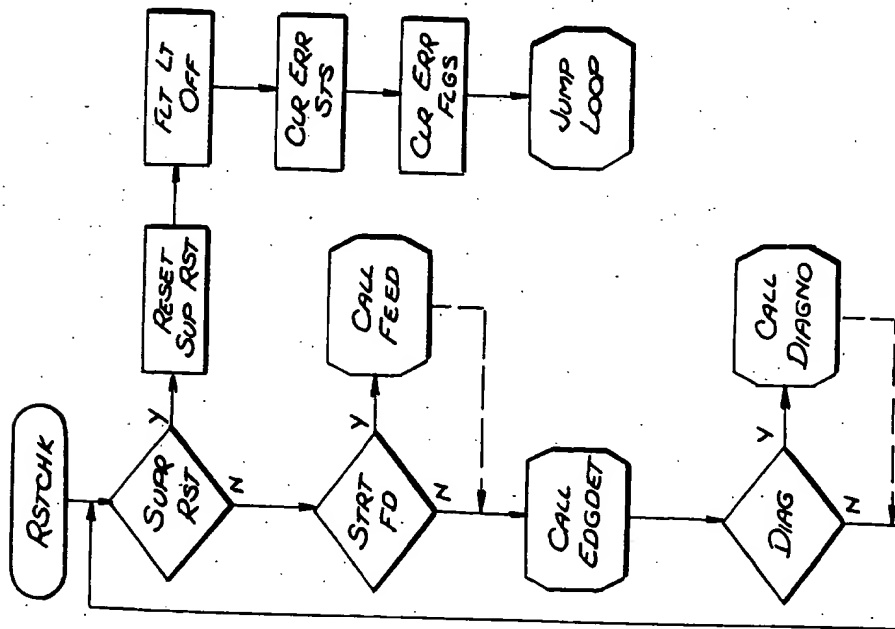 RSTCHK
SUPR
RST
Y
N
RESET
SUP RST
FLT LT
OFF
CLR ERR
STS
CLR ERR
FLGS
JUMP
LOOP
STRT
FD
Y
N
CALL
FEED
CALL
EDGDET
DIAG
Y
N
CALL
DIAGNO